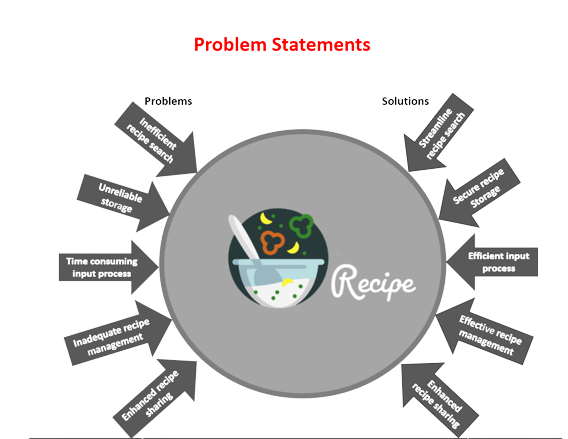 Problem Statements
Problems
Solutions
Inefficient
recipe search
Unreliable
storage
Time consuming
input process
Inadequate recipe
management
Enhanced recipe
sharing
Recipe
Streamline
recipe search
Secure recipe
Storage
Efficient input
process
Effective recipe
management
Enhanced
recipe sharing